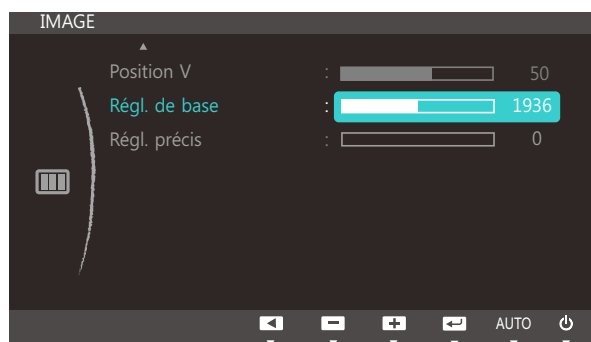 IMAGE
Position V : 50
Régl. de base : 1936
Régl. précis : 0
AUTO